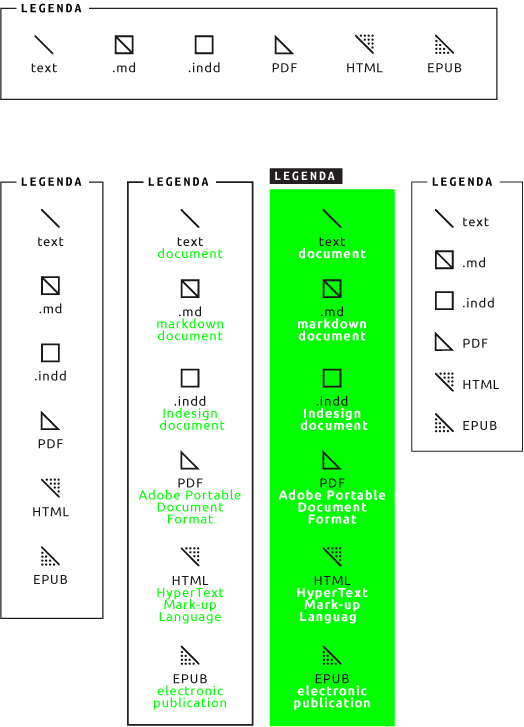 LEGENDA
text
.md
.indd
PDF
HTML
EPUB
LEGENDA
text
.md
.indd
PDF
HTML
EPUB
LEGENDA
text
document
.md
markdown
document
.indd
Indesign
document
PDF
Adobe Portable
Document
Format
HTML
HyperText
Mark-up
Language
EPUB
electronic
publication
LEGENDA
text
document
.md
markdown
document
.indd
Indesign
document
PDF
Adobe Portable
Document
Format
HTML
HyperText
Mark-up
Languag
EPUB
electronic
publication
LEGENDA
text
.md
.indd
PDF
HTML
EPUB